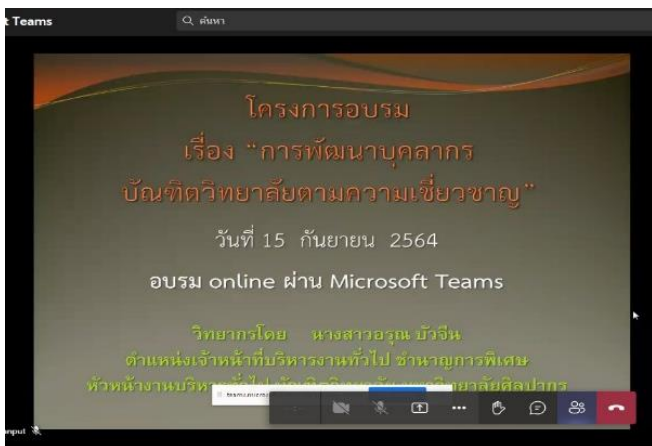 t Teams
ค้นหา
โครงการอบรม
เรื่อง "การพัฒนาบุคลากร
บัณฑิตวิทยาลัยตามความเชี่ยวชาญ"
วันที่ 15 กันยายน 2564
อบรม online ผ่าน Microsoft Teams
วิทยากรโดย นางสาวอรุณ บัวจีน
ตำแหน่งเจ้าหน้าที่บริหารงานทั่วไป ชำนาญการพิเศษ
หัวหน้างานบริหาร
มหาวิทยาลัยศิลปากร